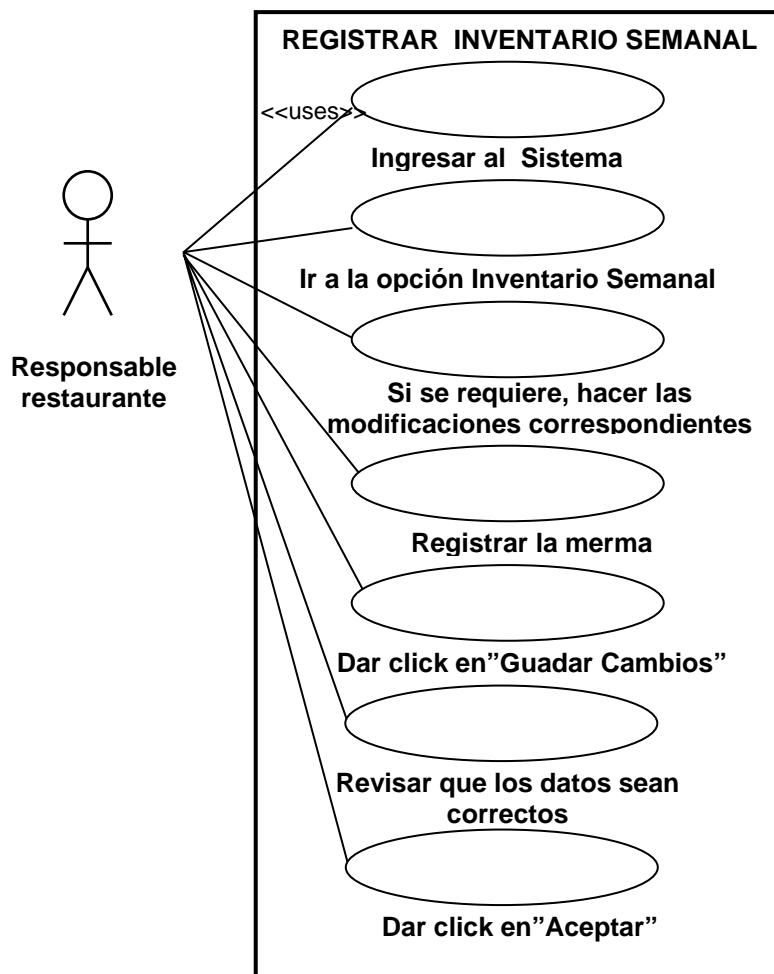 REGISTRAR INVENTARIO SEMANAL
<<uses>>
Ingresar al Sistema
Ir a la opción Inventario Semanal
Responsable
restaurante
Si se requiere, hacer las
modificaciones correspondientes
Registrar la merma
Dar click en”Guadar Cambios”
Revisar que los datos sean
correctos
Dar click en”Aceptar”